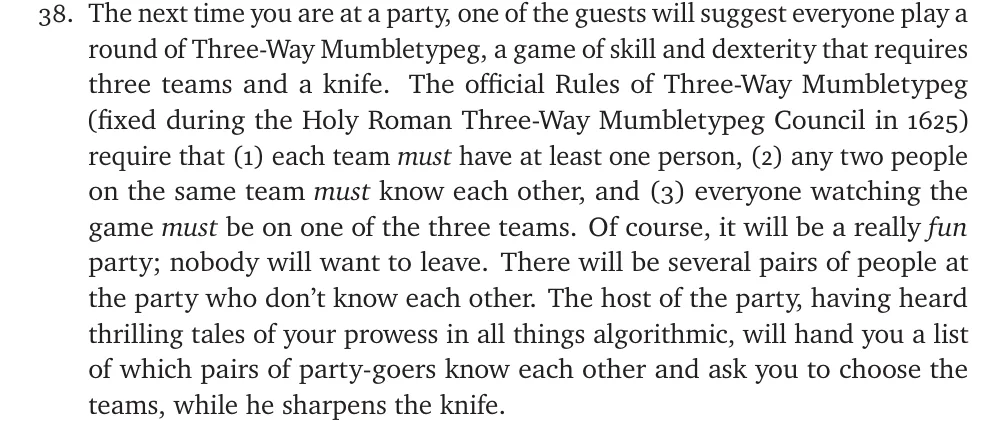 38. The next time you are at a party, one of the guests will suggest everyone play a
round of Three-Way Mumbletypeg, a game of skill and dexterity that requires
three teams and a knife. The official Rules of Three-Way Mumbletypeg
(fixed during the Holy Roman Three-Way Mumbletypeg Council in 1625)
require that (1) each team must have at least one person, (2) any two people
on the same team must know each other, and (3) everyone watching the
game must be on one of the three teams. Of course, it will be a really fun
party; nobody will want to leave. There will be several pairs of people at
the party who don’t know each other. The host of the party, having heard
thrilling tales of your prowess in all things algorithmic, will hand you a list
of which pairs of party-goers know each other and ask you to choose the
teams, while he sharpens the knife.